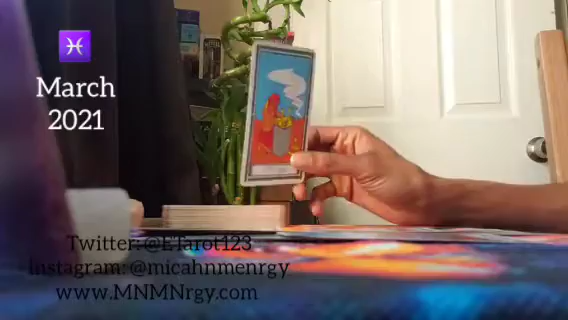 ♓
March
2021
Twitter: @ETarot123
Instagram: @micahnmenrgy
www.MNMNrgy.com